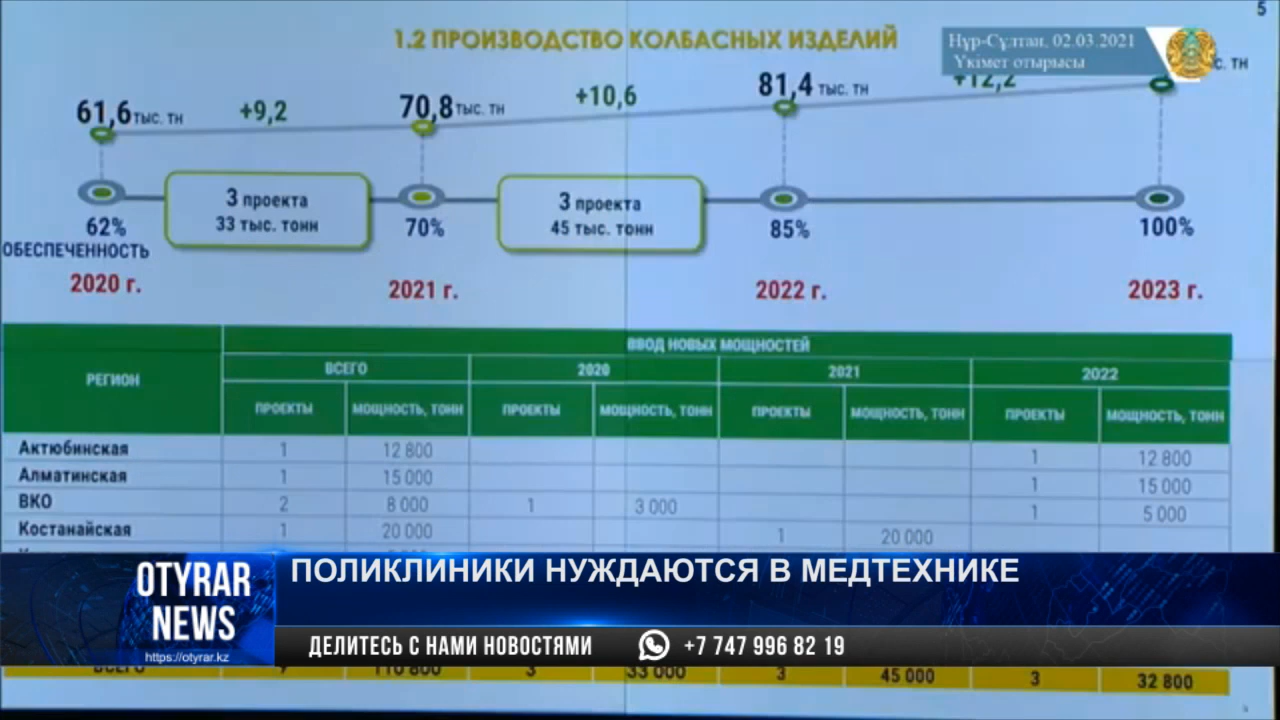 5
1.2 ПРОИЗВОДСТВО КОЛБАСНЫХ ИЗДЕЛИЙ
Нұр-Сұлтан, 02.03.2021
Үкімет отырысы
61,6 тыс. тн +9,2 70,8 тыс. тн +10,6 81,4 тыс. тн +12,2 с. тн
3 проекта
33 тыс. тонн
3 проекта
45 тыс. тонн
62% 70% 85% 100%
ОБЕСПЕЧЕННОСТЬ
2020 г. 2021 г. 2022 г. 2023 г.
РЕГИОН ВВОД НОВЫХ МОЩНОСТЕЙ
ВСЕГО 2020 2021 2022
ПРОЕКТЫ МОЩНОСТЬ, ТОНН ПРОЕКТЫ МОЩНОСТЬ, ТОНН ПРОЕКТЫ МОЩНОСТЬ, ТОНН ПРОЕКТЫ МОЩНОСТЬ, ТОНН
Актюбинская 1 12 800 1 12 800
Алматинская 1 15 000 1 15 000
ВКО 2 8 000 1 3 000 1 5 000
Костанайская 1 20 000 1 20 000
OTYRAR
NEWS
https://otyrar.kz
ПОЛИКЛИНИКИ НУЖДАЮТСЯ В МЕДТЕХНИКЕ
ДЕЛИТЕСЬ С НАМИ НОВОСТЯМИ +7 747 996 82 19
ВСЕГО 110 800 3 33 000 3 45 000 3 32 800